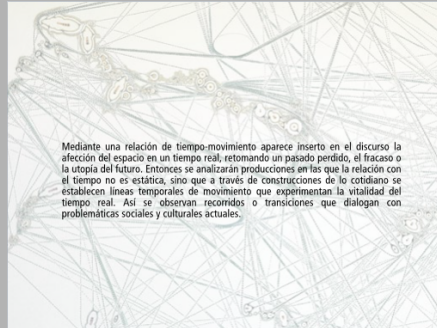 Mediante una relación de tiempo-movimiento aparece inserto en el discurso la
afección del espacio en un tiempo real, retomando un pasado perdido, el fracaso o
la utopía del futuro. Entonces se analizarán producciones en las que la relación con
el tiempo no es estática, sino que a través de construcciones de lo cotidiano se
establecen líneas temporales de movimiento que experimentan la vitalidad del
tiempo real. Así se observan recorridos o transiciones que dialogan con
problemáticas sociales y culturales actuales.